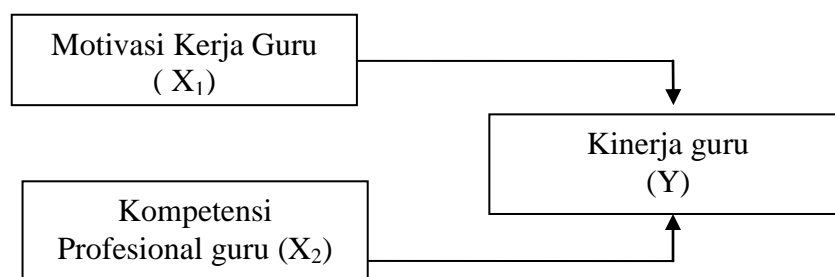 Motivasi Kerja Guru
( X₁)
Kinerja guru
(Y)
Kompetensi
Profesional guru (X₂)